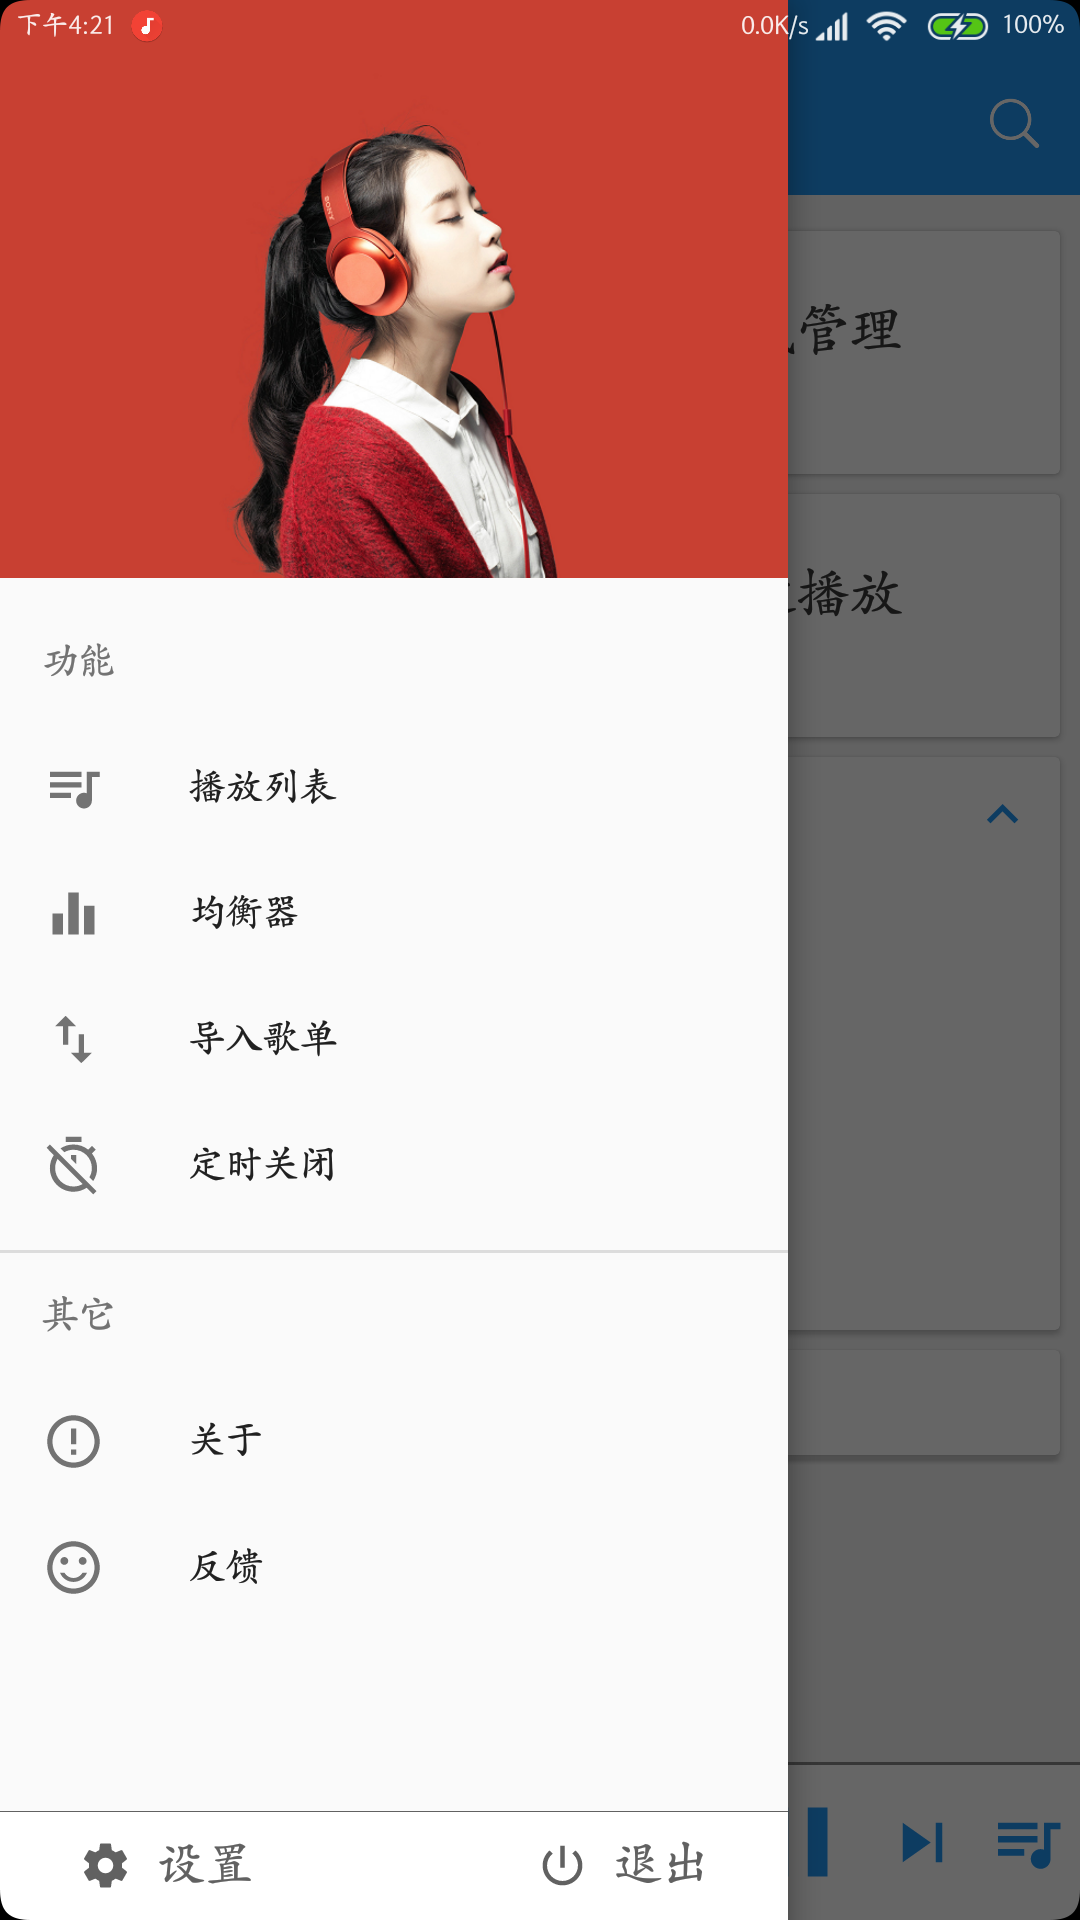 下午4:21
0.0K/s
100%
SONY
管理
播放
功能
播放列表
均衡器
导入歌单
定时关闭
其它
关于
反馈
设置
退出